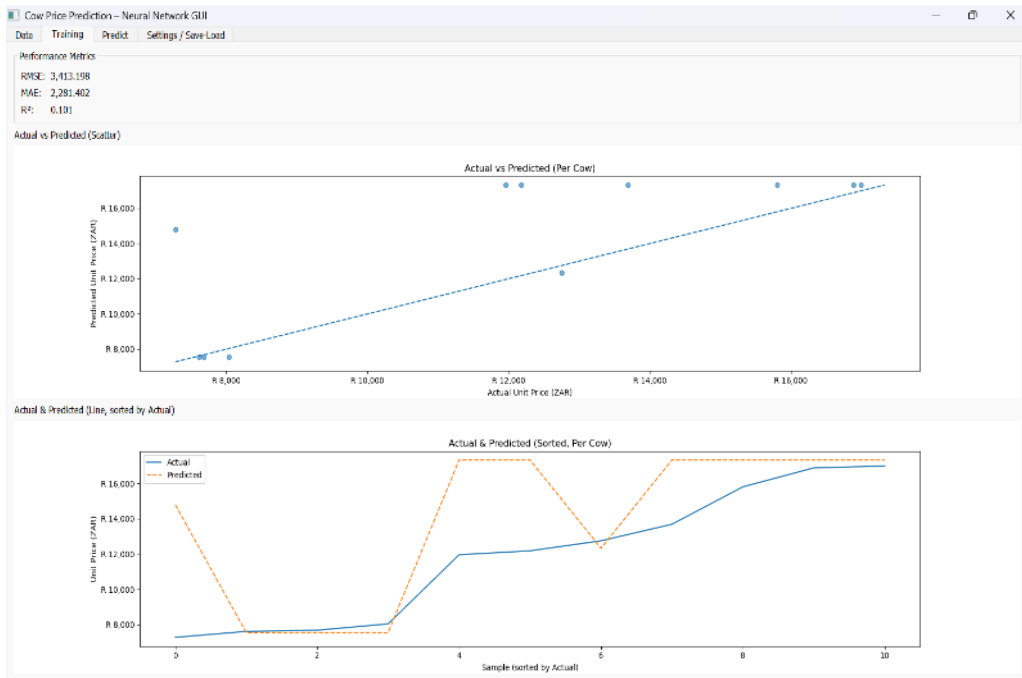 Cow Price Prediction – Neural Network GUI
Data Training Predict Settings / Save-Load
Performance Metrics
RMSE: 3,413.198
MAE: 2,281.402
R²: 0.101
Actual vs Predicted (Scatter)
Actual vs Predicted (Per Cow)
Predicted Unit Price (ZAR)
R 16,000
R 14,000
R 12,000
R 10,000
R 8,000
R 8,000 R 10,000 R 12,000 R 14,000 R 16,000
Actual Unit Price (ZAR)
Actual & Predicted (Line, sorted by Actual)
Actual & Predicted (Sorted, Per Cow)
Actual
Predicted
Unit Price (ZAR)
R 16,000
R 14,000
R 12,000
R 10,000
R 8,000
0 2 4 6 8 10
Sample (sorted by Actual)